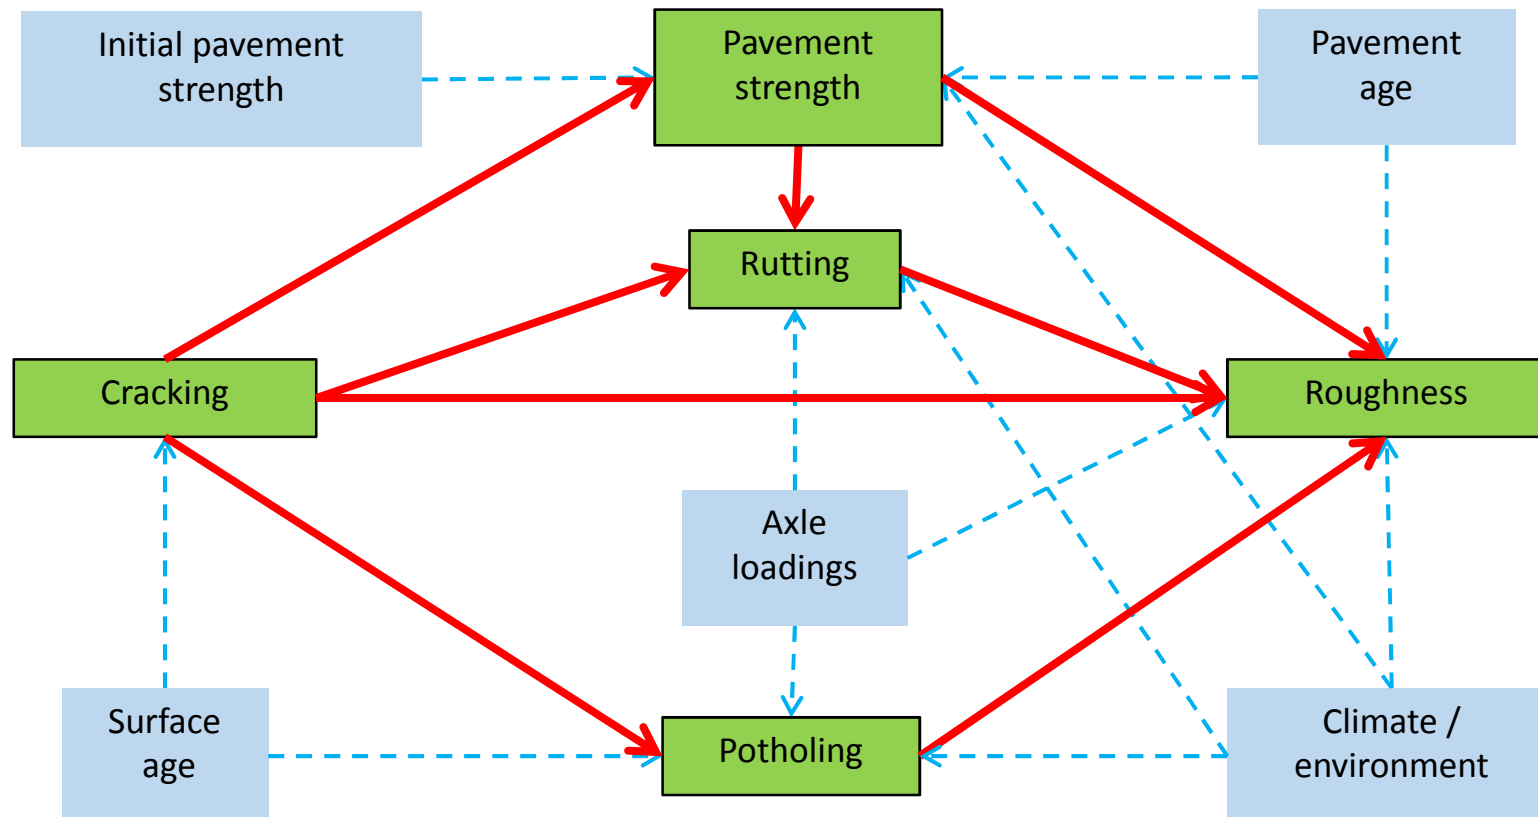 Initial pavement
strength
Pavement
strength
Pavement
age
Rutting
Cracking
Roughness
Axle
loadings
Surface
age
Potholing
Climate /
environment